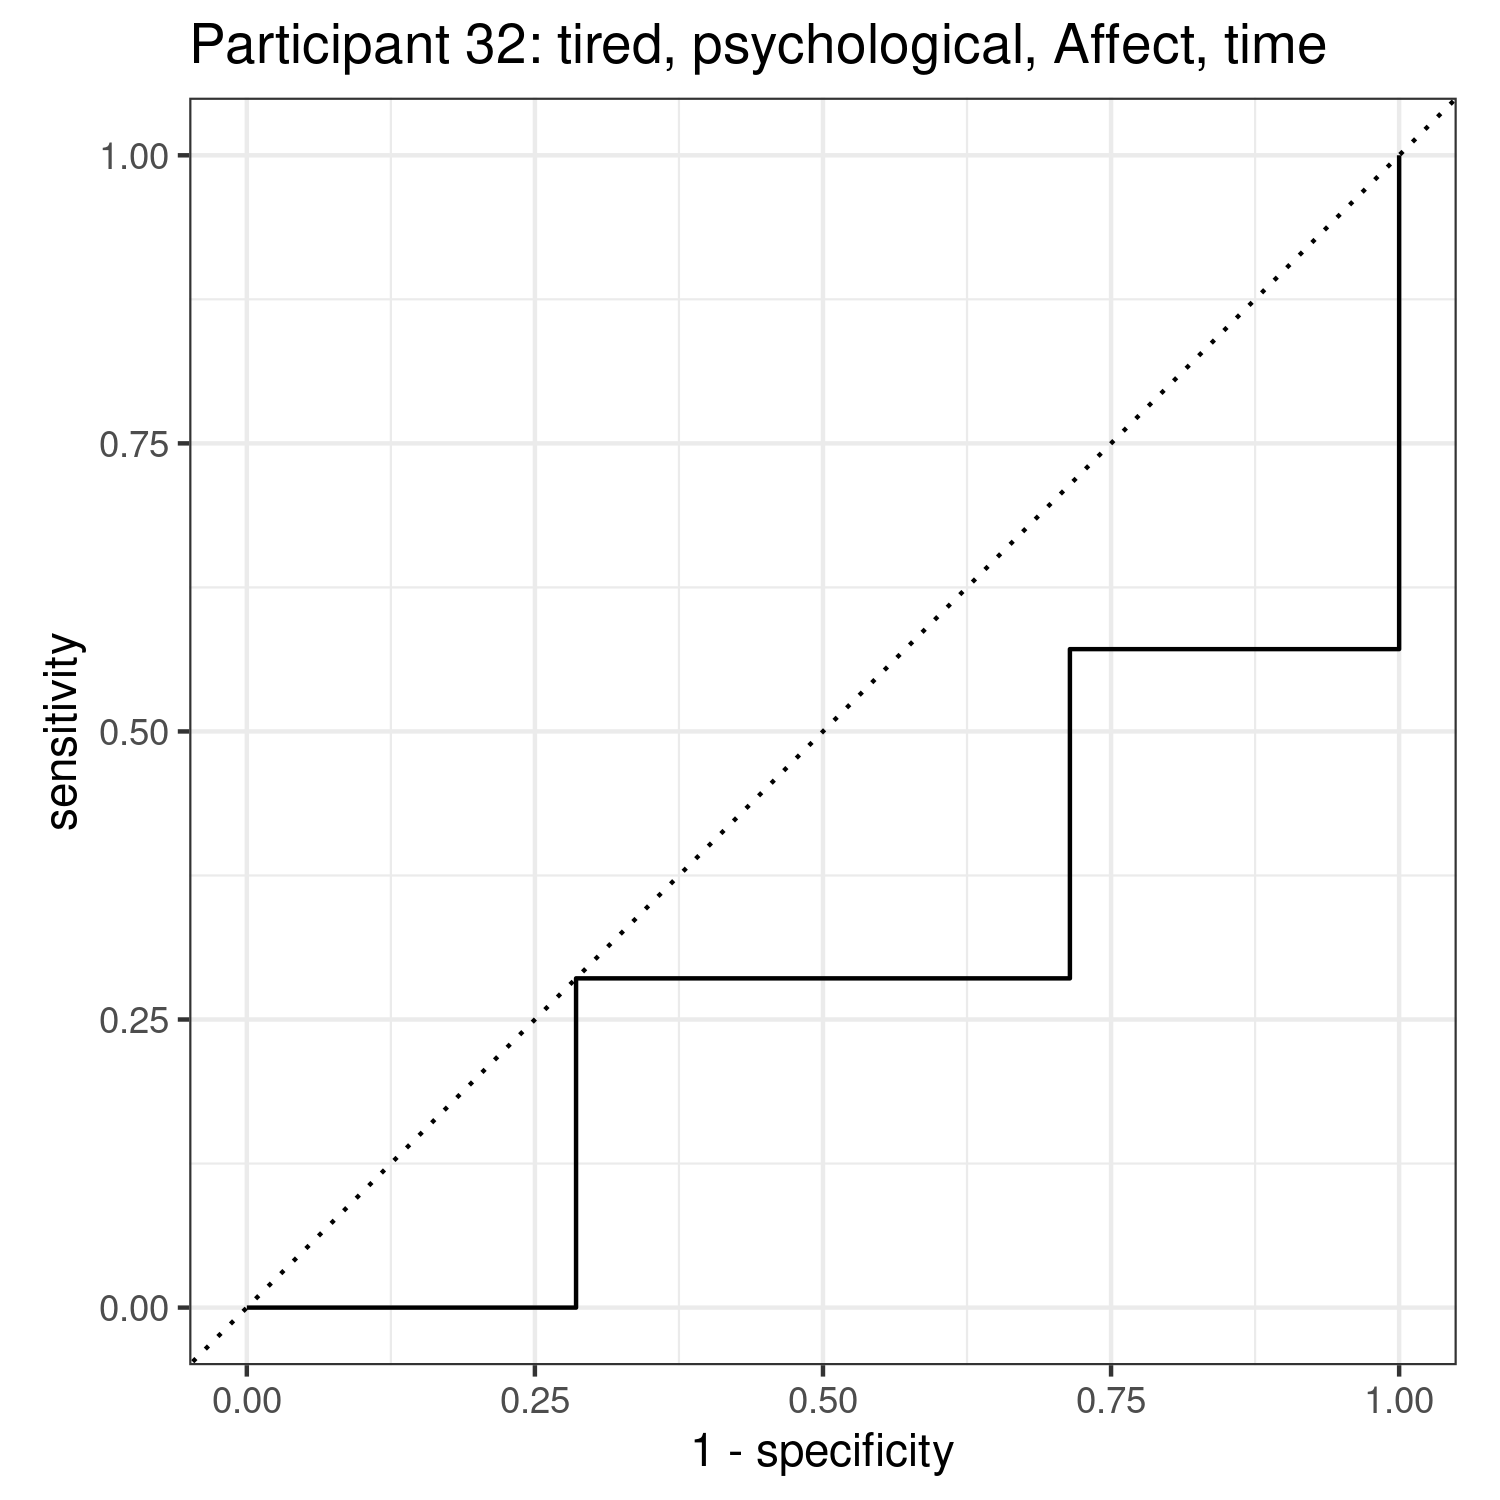 Participant 32: tired, psychological, Affect, time
1.00
0.75
0.50
0.25
0.00
sensitivity
0.00 0.25 0.50 0.75 1.00
1 - specificity